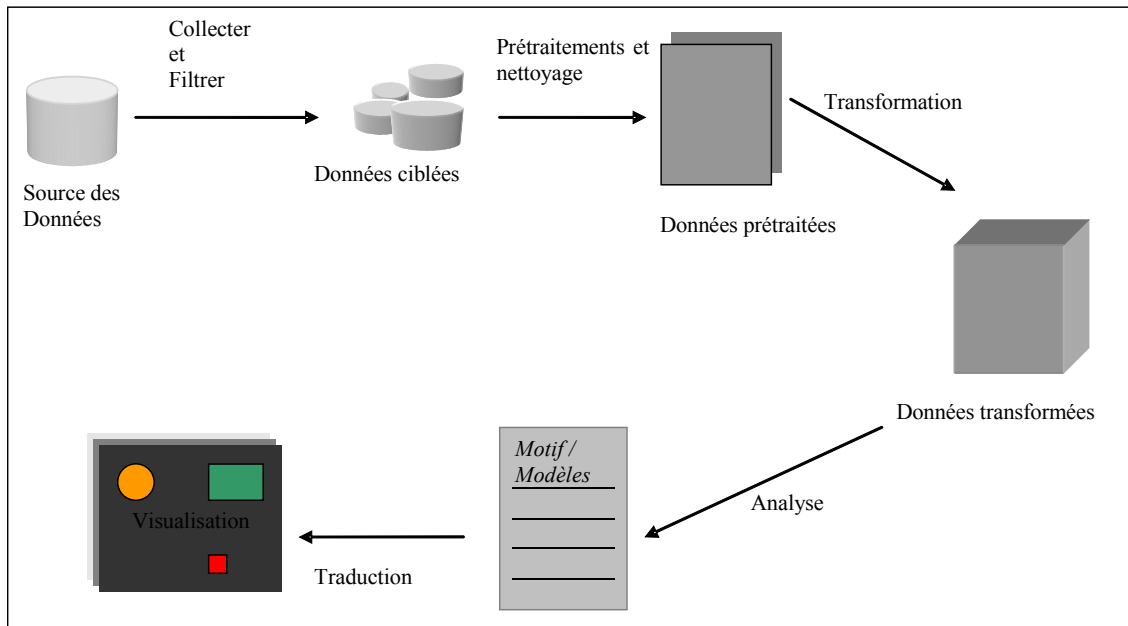 Collecter
et
Filtrer
Prétraitements et
nettoyage
Transformation
Source des
Données
Données ciblées
Données prétraitées
Données transformées
Analyse
Motif /
Modèles
Traduction
Visualisation